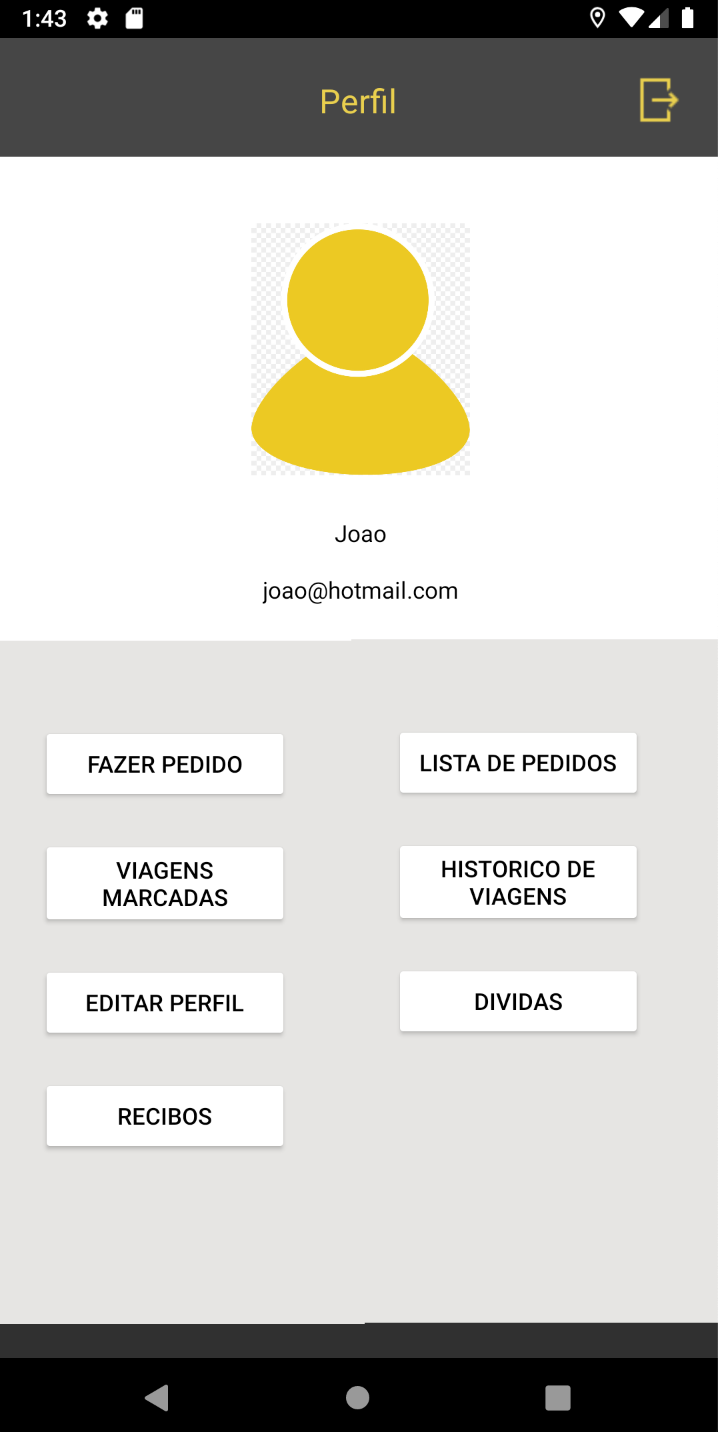 1:43
Perfil
Joao
joao@hotmail.com
FAZER PEDIDO
LISTA DE PEDIDOS
VIAGENS
MARCADAS
HISTORICO DE
VIAGENS
EDITAR PERFIL
DIVIDAS
RECIBOS